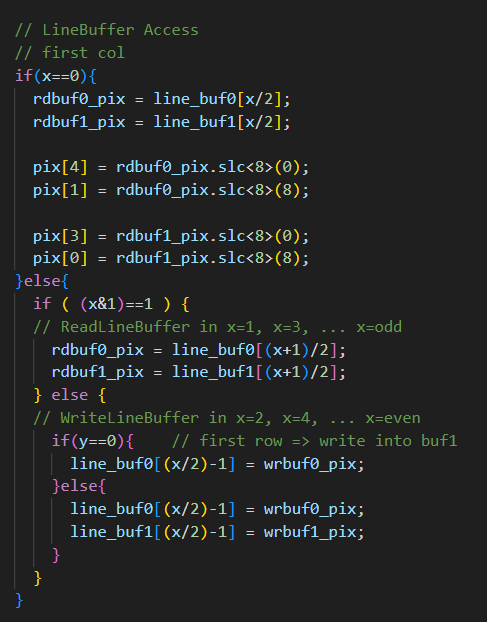 // LineBuffer Access
// first col
if(x==0){
  rdbuf0_pix = line_buf0[x/2];
  rdbuf1_pix = line_buf1[x/2];

  pix[4] = rdbuf0_pix.slc<8>(0);
  pix[1] = rdbuf0_pix.slc<8>(8);

  pix[3] = rdbuf1_pix.slc<8>(0);
  pix[0] = rdbuf1_pix.slc<8>(8);
}else{
  if ( (x&1)==1 ) {
  // ReadLineBuffer in x=1, x=3, ... x=odd
    rdbuf0_pix = line_buf0[(x+1)/2];
    rdbuf1_pix = line_buf1[(x+1)/2];
  } else {
  // WriteLineBuffer in x=2, x=4, ... x=even
    if(y==0){    // first row => write into buf1
      line_buf0[(x/2)-1] = wrbuf0_pix;
    }else{
      line_buf0[(x/2)-1] = wrbuf0_pix;
      line_buf1[(x/2)-1] = wrbuf1_pix;
    }
  }
}